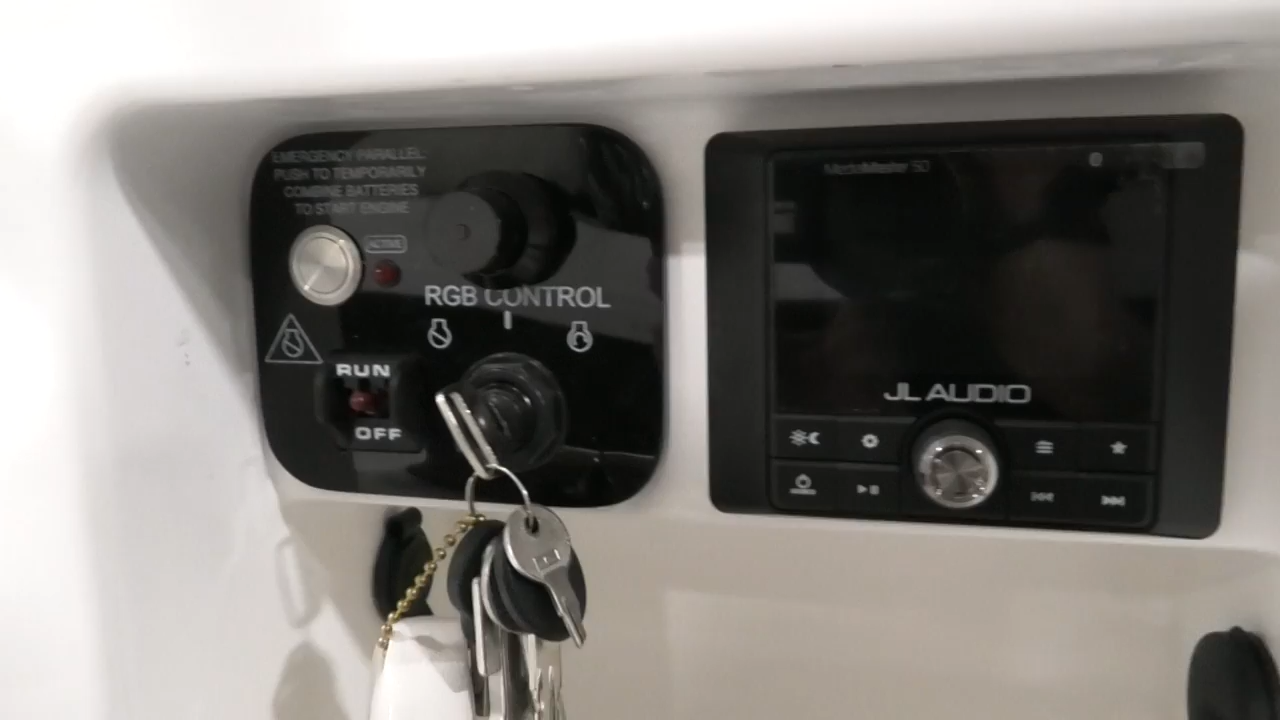 EMERGENCY PARALLEL:
PUSH TO TEMPORARILY
COMBINE BATTERIES
TO START ENGINE
ACTIVE
RGB CONTROL
RUN
OFF
MediaMaster 50
JL AUDIO